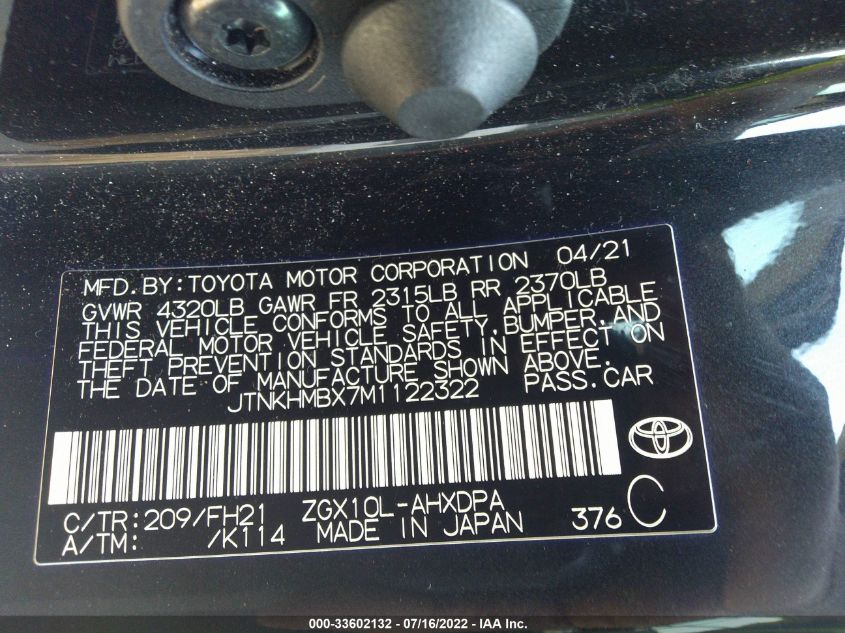 MFD.BY:TOYOTA MOTOR CORPORATION 04/21
GVWR 4320LB GAWR FR 2315LB RR 2370LB
THIS VEHICLE CONFORMS TO ALL APPLICABLE
FEDERAL MOTOR VEHICLE SAFETY,BUMPER,AND
THEFT PREVENTION STANDARDS IN EFFECT ON
THE DATE OF MANUFACTURE SHOWN ABOVE.
JTNKHMBX7M1122322 PASS.CAR
C/TR:209/FH21 ZGX10L-AHXDPA
A/TM: /K114 MADE IN JAPAN 376 C
000-33602132 - 07/16/2022 - IAA Inc.